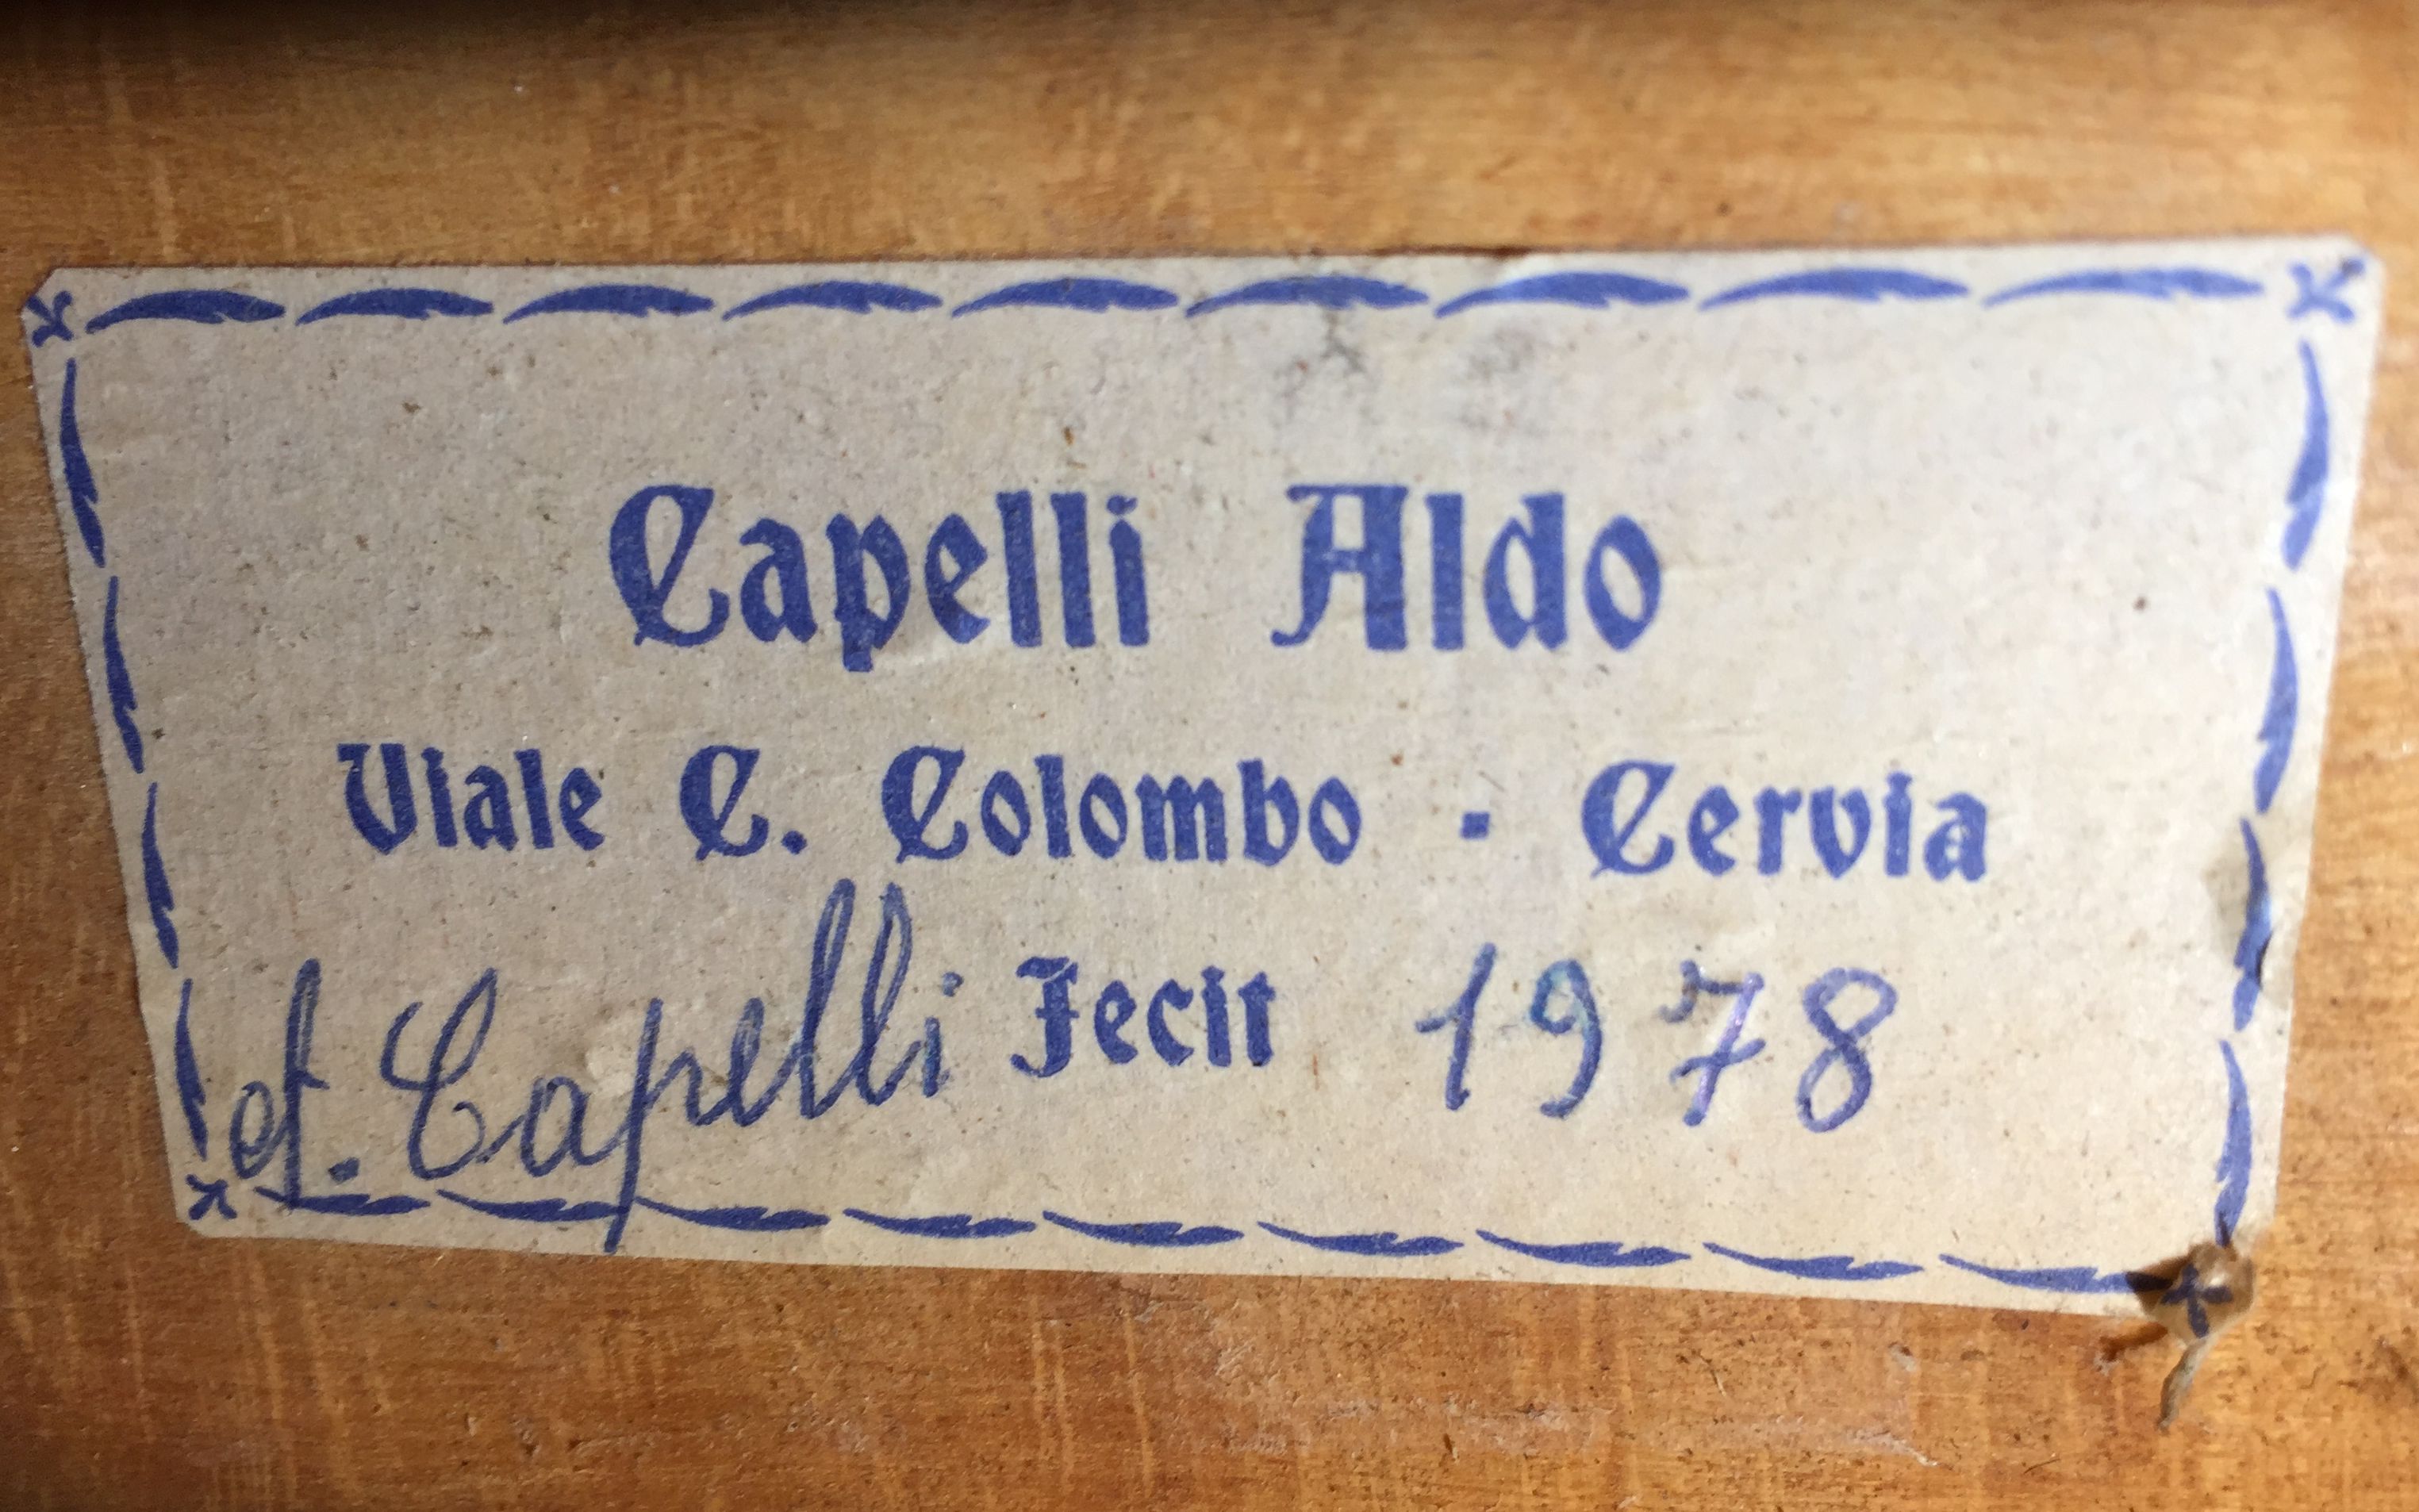 Capelli Aldo
Viale C. Colombo - Cervia
A. Capelli Fecit 1978